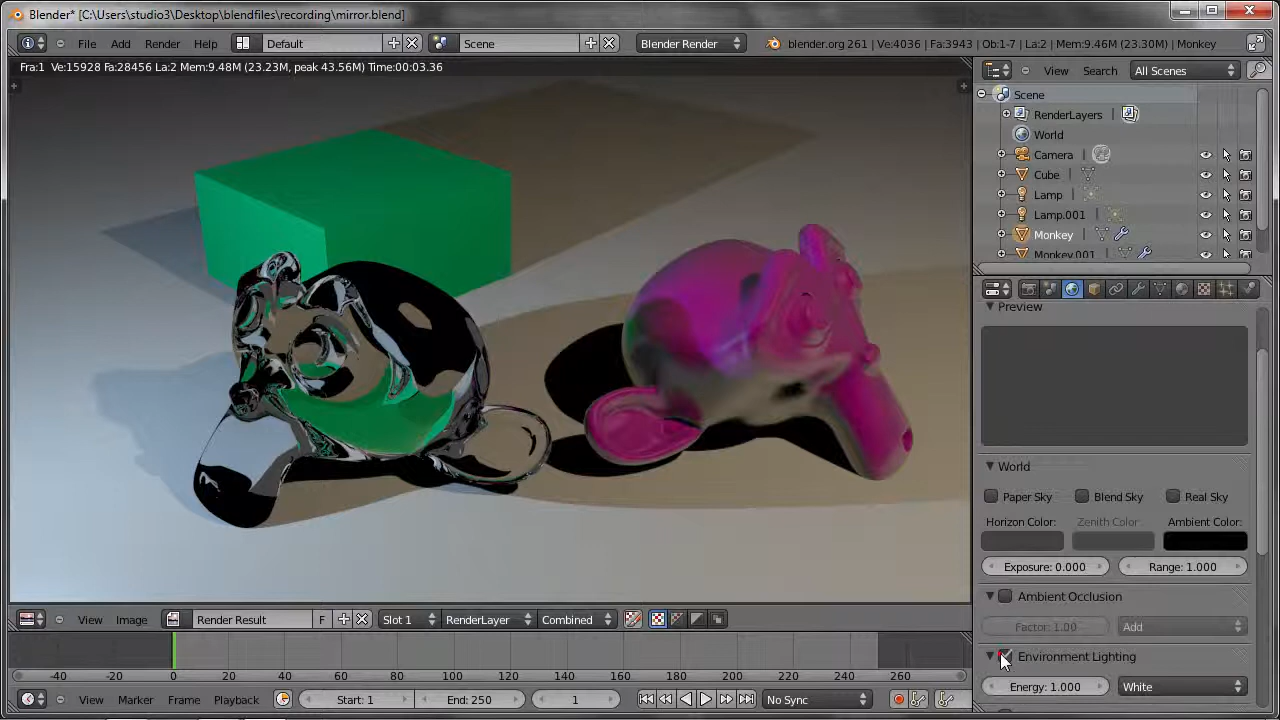 Blender* [C:\Users\studio3\Desktop\blendfiles\recording\mirror.blend]
File Add Render Help Default Scene Blender Render blender.org 261 | Ve:4036 | Fa:3943 | Ob:1-7 | La:2 | Mem:9.46M (23.30M) | Monkey
Fra:1 Ve:15928 Fa:28456 La:2 Mem:9.48M (23.23M, peak 43.56M) Time:00:03.36
View Search All Scenes
Scene
RenderLayers
World
Camera
Cube
Lamp
Lamp.001
Monkey
Monkey.001
Preview
World
Paper Sky Blend Sky Real Sky
Horizon Color: Zenith Color Ambient Color:
Exposure: 0.000 Range: 1.000
Ambient Occlusion
Factor: 1.00 Add
Environment Lighting
Energy: 1.000 White
View Image Render Result F Slot 1 RenderLayer Combined
-40 -20 0 20 40 60 80 100 120 140 160 180 200 220 240 260
View Marker Frame Playback Start: 1 End: 250 1 No Sync